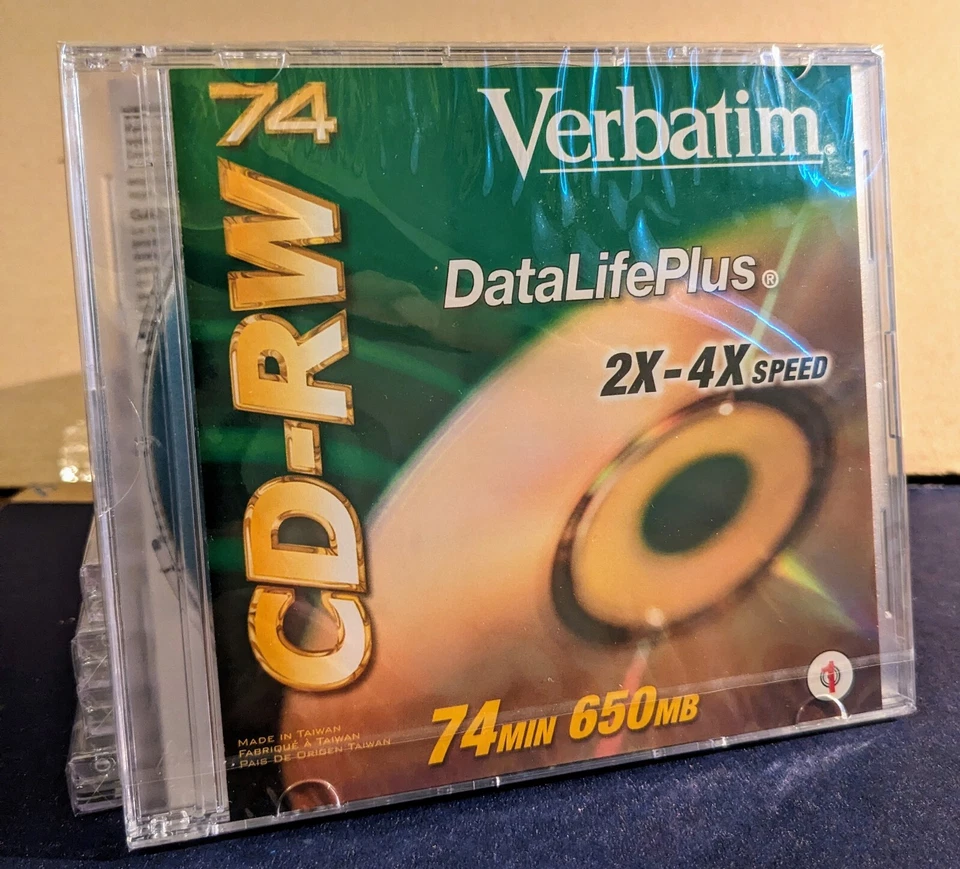 CD-RW 74
Verbatim®
DataLifePlus®
2X-4X SPEED
74MIN 650MB
MADE IN TAIWAN
FABRIQUÉ À TAIWAN
PAIS DE ORIGEN TAIWAN